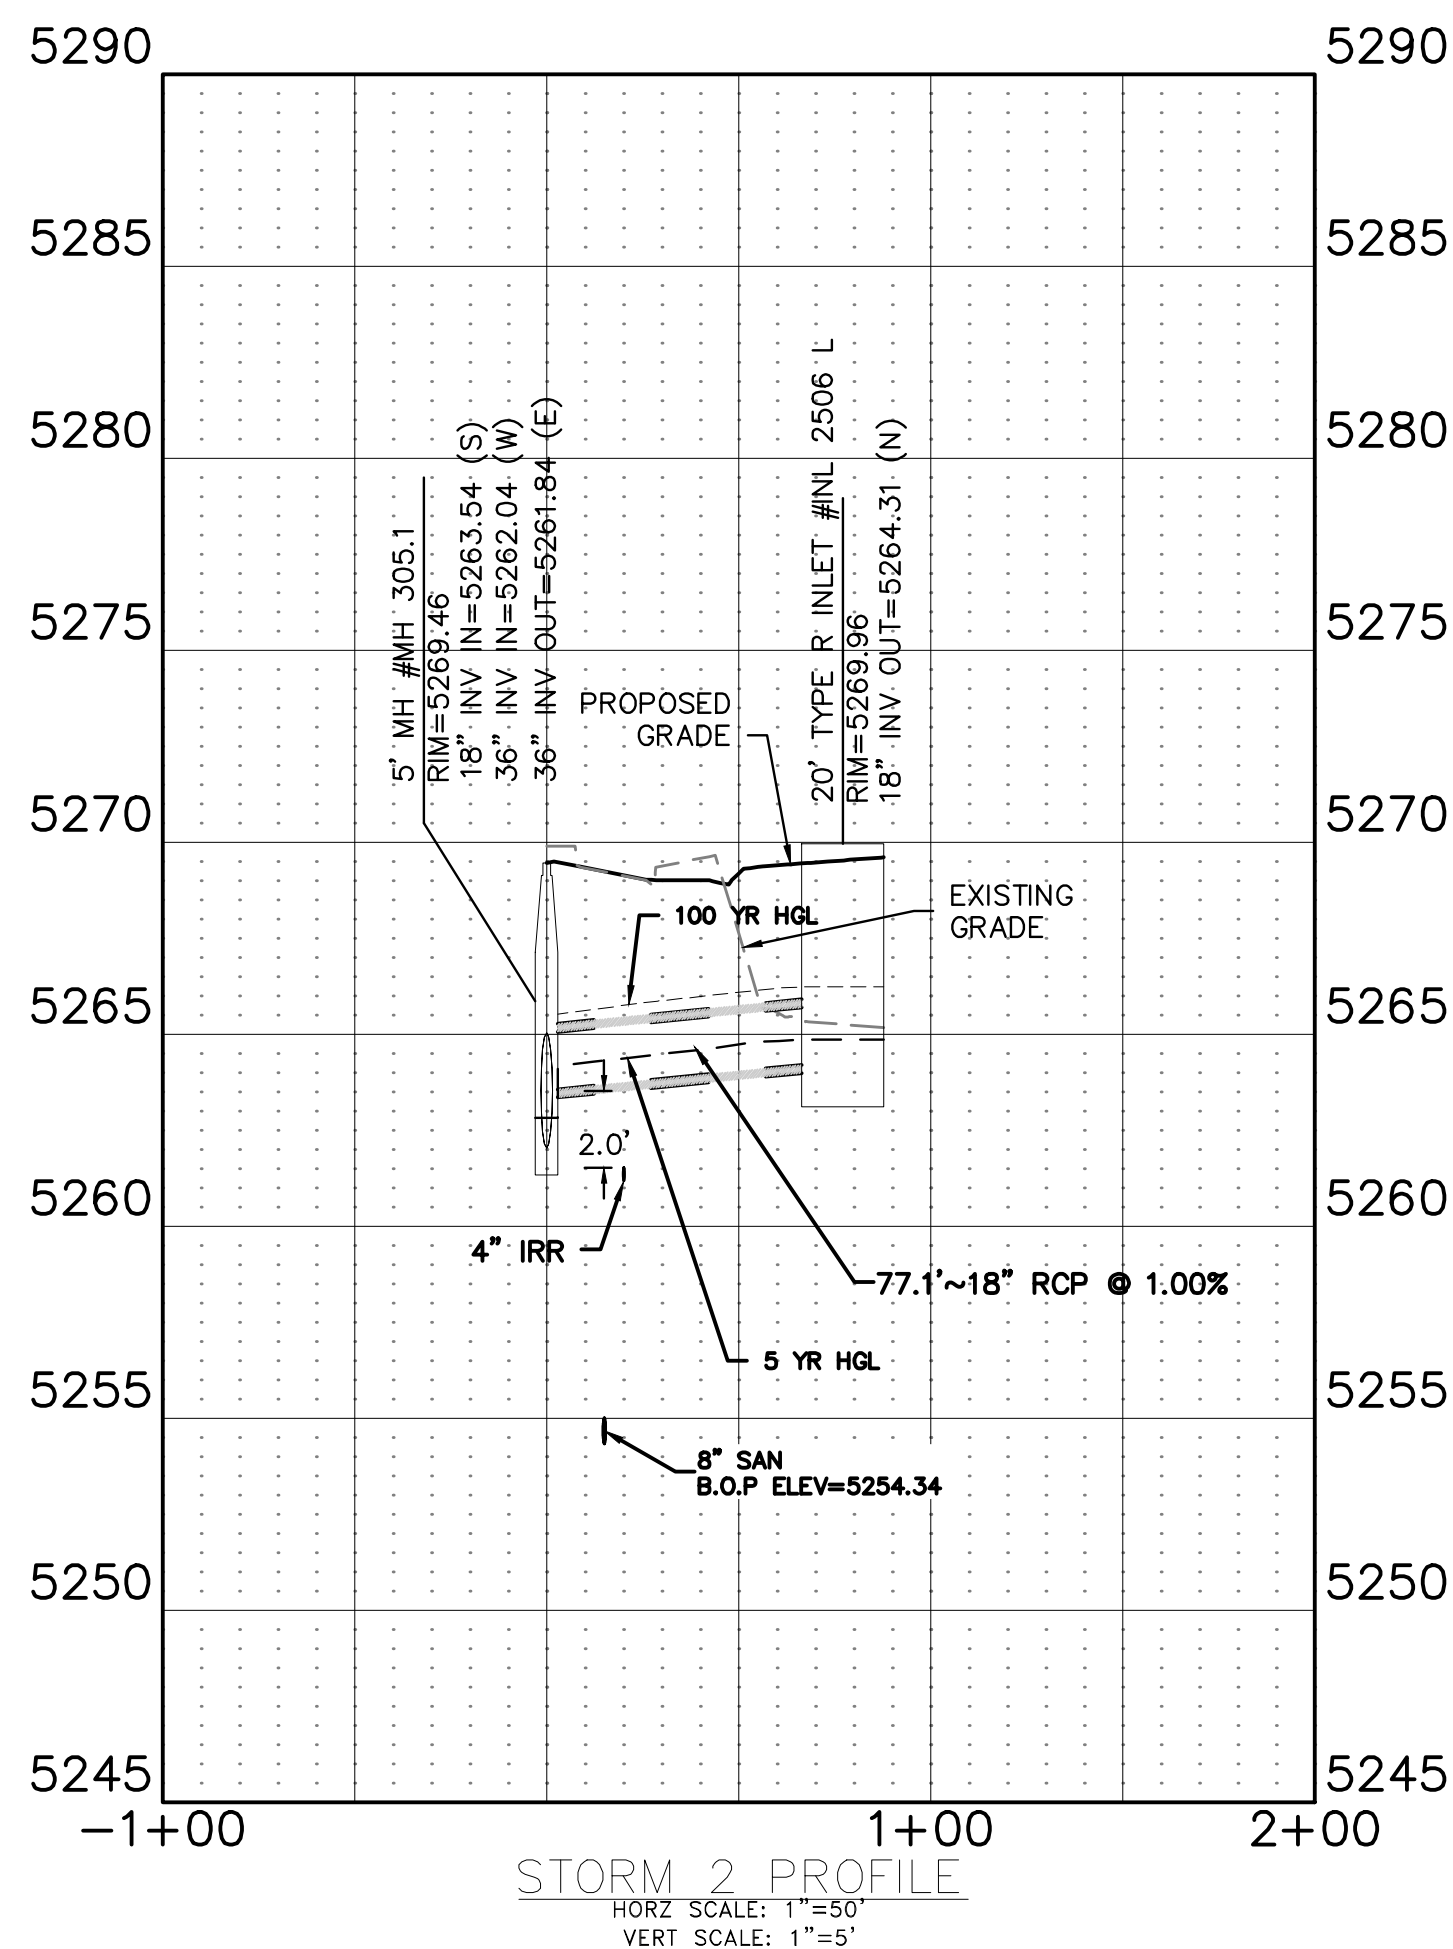 5290 5290
5285 5285
5280 5280
5275 5275
5270 5270
5265 5265
5260 5260
5255 5255
5250 5250
5245 5245
-1+00 1+00 2+00
5' MH #MH 305.1
RIM=5269.46
18" INV IN=5263.54 (S)
36" INV IN=5262.04 (W)
36" INV OUT=5261.84 (E)
20' TYPE R INLET #INL 2506 L
RIM=5269.96
18" INV OUT=5264.31 (N)
PROPOSED
GRADE
100 YR HGL
EXISTING
GRADE
2.0'
4" IRR
77.1'~18" RCP @ 1.00%
5 YR HGL
8" SAN
B.O.P ELEV=5254.34
STORM 2 PROFILE
HORZ SCALE: 1"=50'
VERT SCALE: 1"=5'